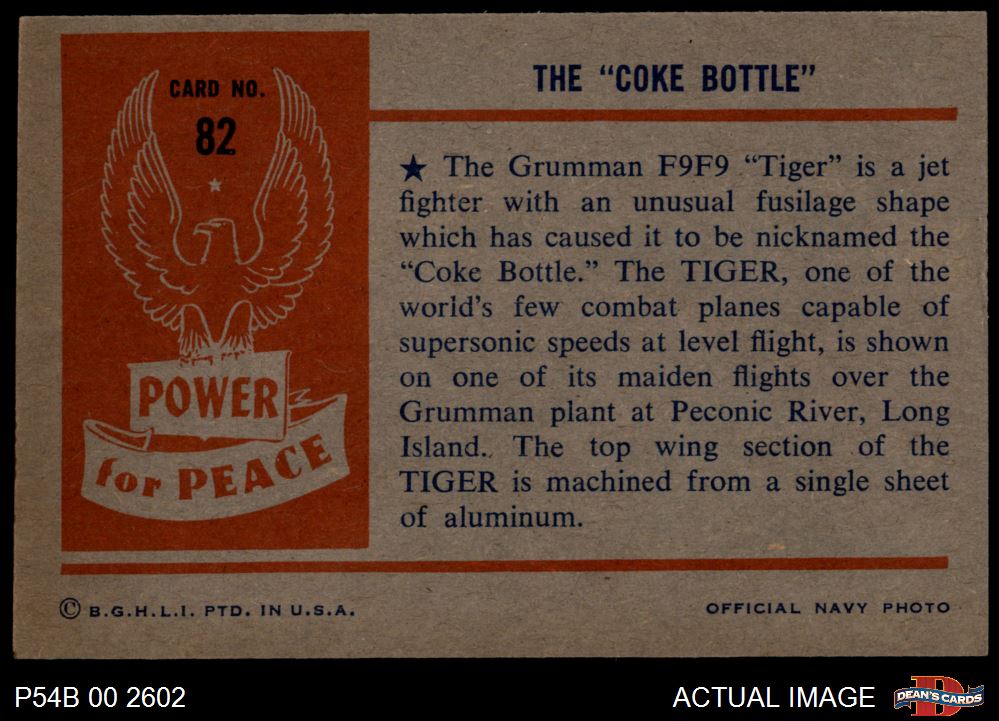 CARD NO.
82
THE "COKE BOTTLE"
★ The Grumman F9F9 "Tiger" is a jet
fighter with an unusual fusilage shape
which has caused it to be nicknamed the
"Coke Bottle." The TIGER, one of the
world's few combat planes capable of
supersonic speeds at level flight, is shown
on one of its maiden flights over the
Grumman plant at Peconic River, Long
Island. The top wing section of the
TIGER is machined from a single sheet
of aluminum.
POWER
for PEACE
© B.G.H.L.I. PTD. IN U.S.A.
OFFICIAL NAVY PHOTO
P54B 00 2602
ACTUAL IMAGE
D
DEAN'S CARDS